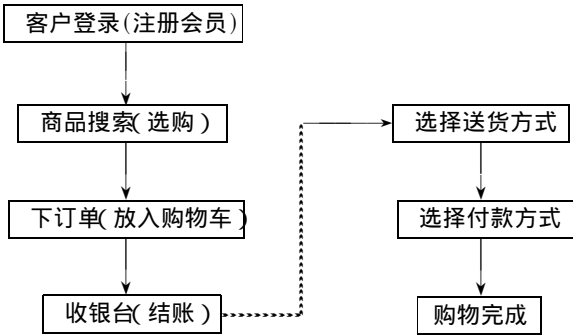 客户登录(注册会员)
商品搜索(选购)
下订单(放入购物车)
收银台(结账)
选择送货方式
选择付款方式
购物完成